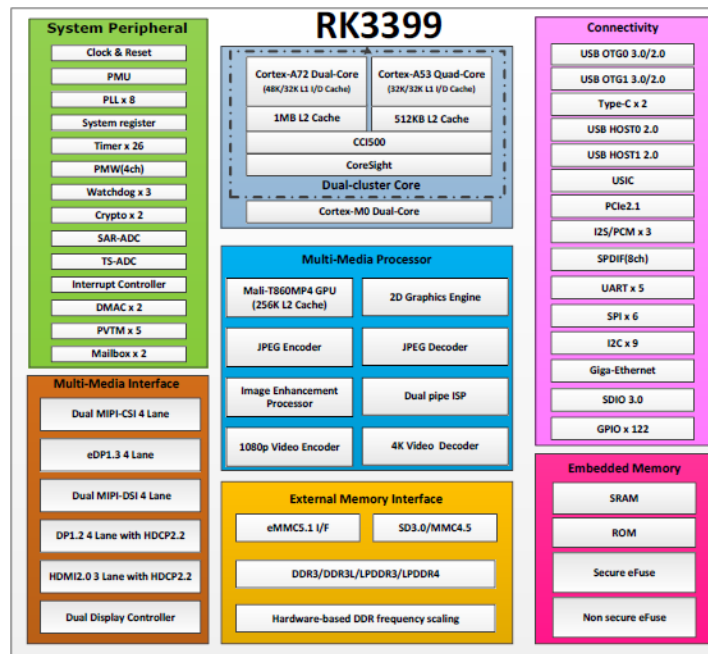 RK3399
System Peripheral
Clock & Reset
PMU
PLL x 8
System register
Timer x 26
PMW(4ch)
Watchdog x 3
Crypto x 2
SAR-ADC
TS-ADC
Interrupt Controller
DMAC x 2
PVTM x 5
Mailbox x 2
Multi-Media Interface
Dual MIPI-CSI 4 Lane
eDP1.3 4 Lane
Dual MIPI-DSI 4 Lane
DP1.2 4 Lane with HDCP2.2
HDMI2.0 3 Lane with HDCP2.2
Dual Display Controller
Cortex-A72 Dual-Core
(48K/32K L1 I/D Cache)
Cortex-A53 Quad-Core
(32K/32K L1 I/D Cache)
1MB L2 Cache
512KB L2 Cache
CCI500
CoreSight
Dual-cluster Core
Cortex-M0 Dual-Core
Multi-Media Processor
Mali-T860MP4 GPU
(256K L2 Cache)
2D Graphics Engine
JPEG Encoder
JPEG Decoder
Image Enhancement
Processor
Dual pipe ISP
1080p Video Encoder
4K Video Decoder
External Memory Interface
eMMC5.1 I/F
SD3.0/MMC4.5
DDR3/DDR3L/LPDDR3/LPDDR4
Hardware-based DDR frequency scaling
Connectivity
USB OTG0 3.0/2.0
USB OTG1 3.0/2.0
Type-C x 2
USB HOST0 2.0
USB HOST1 2.0
USIC
PCIe2.1
I2S/PCM x 3
SPDIF(8ch)
UART x 5
SPI x 6
I2C x 9
Giga-Ethernet
SDIO 3.0
GPIO x 122
Embedded Memory
SRAM
ROM
Secure eFuse
Non secure eFuse